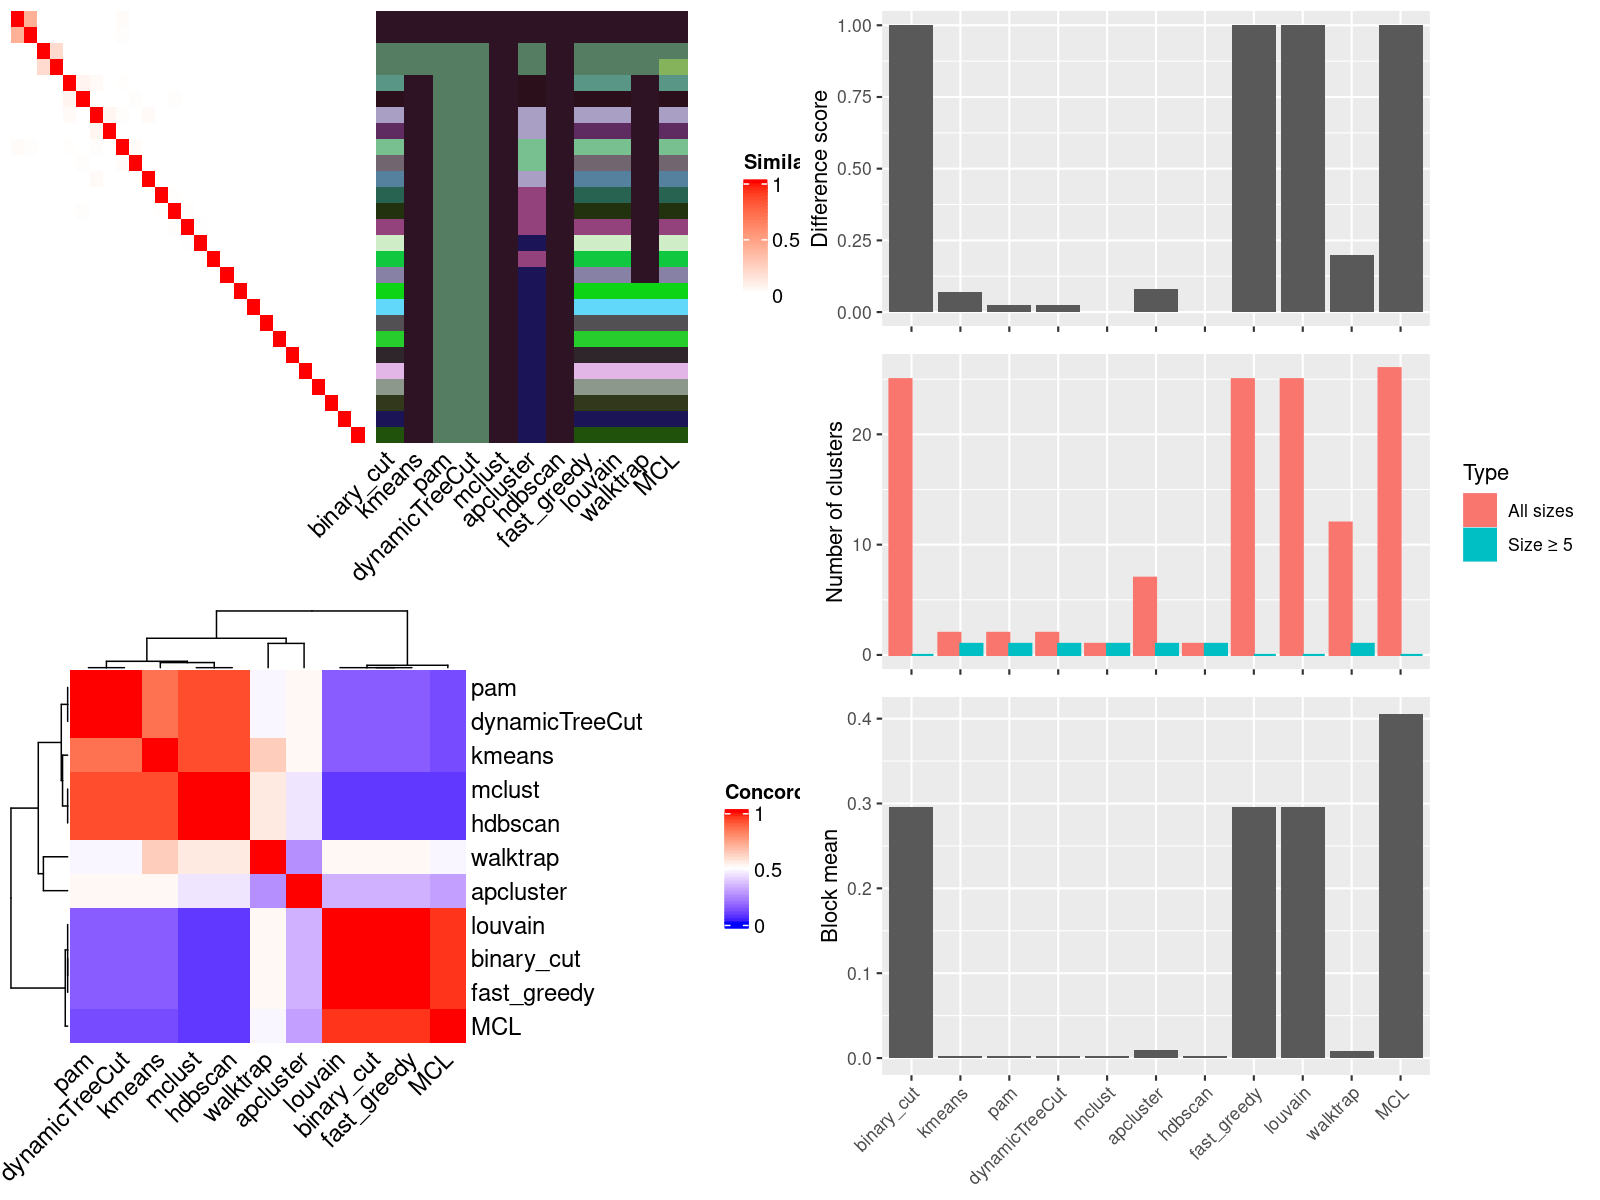 Simila
1
0.5
0
binary_cut
kmeans
pam
dynamicTreeCut
mclust
apcluster
hdbscan
fast_greedy
louvain
walktrap
MCL
pam
dynamicTreeCut
kmeans
mclust
hdbscan
walktrap
apcluster
louvain
binary_cut
fast_greedy
MCL
Concord
1
0.5
0
pam
dynamicTreeCut
kmeans
mclust
hdbscan
walktrap
apcluster
louvain
binary_cut
fast_greedy
MCL
Difference score
1.00
0.75
0.50
0.25
0.00
Number of clusters
20
10
0
Type
All sizes
Size ≥ 5
Block mean
0.4
0.3
0.2
0.1
0.0
binary_cut
kmeans
pam
dynamicTreeCut
mclust
apcluster
hdbscan
fast_greedy
louvain
walktrap
MCL